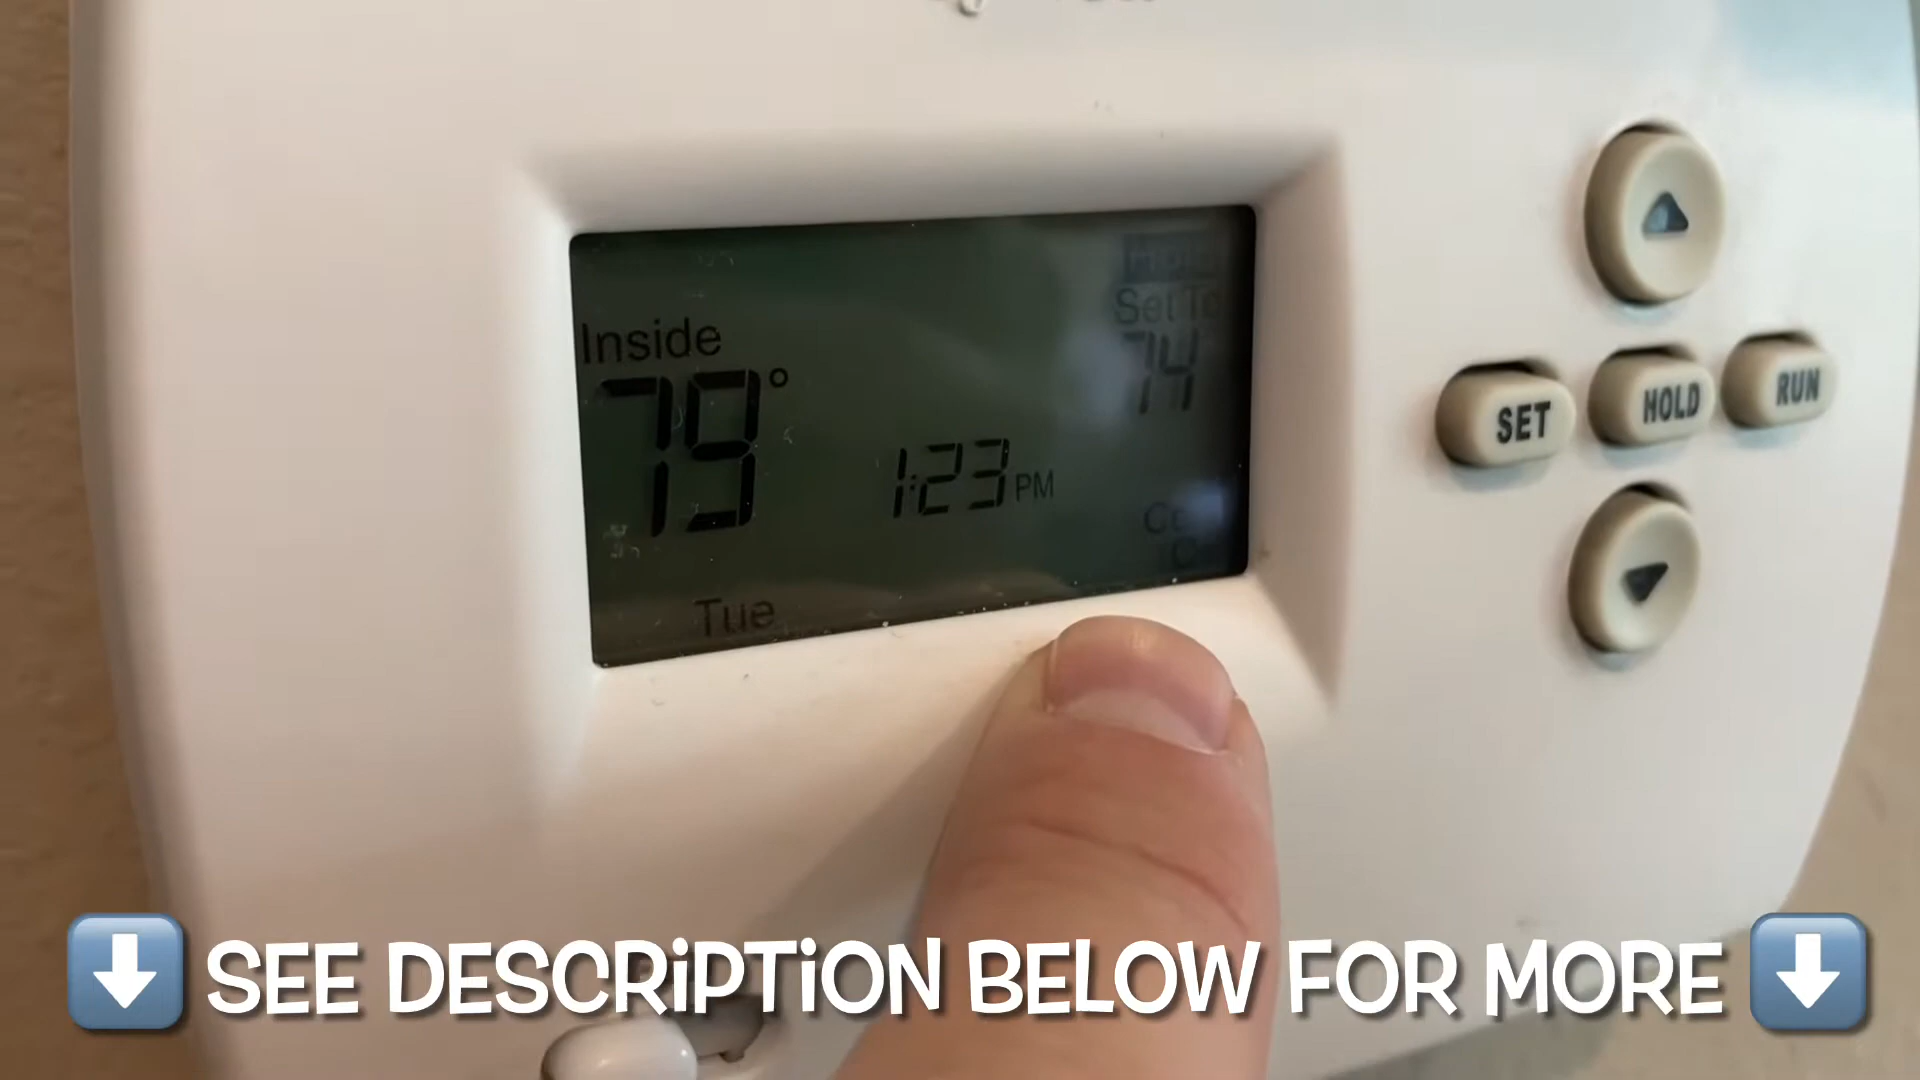 Set To
Inside
74
79°
1:23 PM
Tue
SET
HOLD
RUN
SEE DESCRiPTiON BELOW FOR MORE